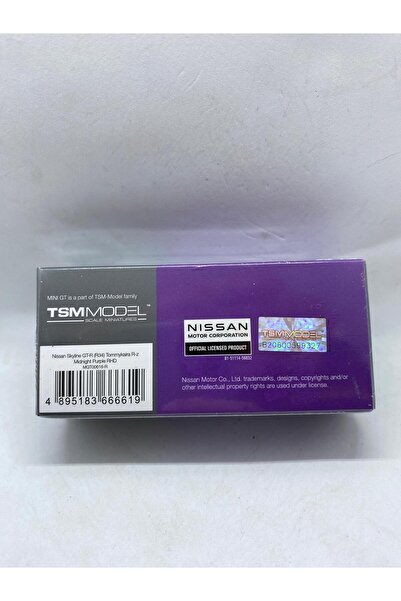 MINI GT is a part of TSM-Model family
TSMMODEL™
SCALE MINIATURES
Nissan Skyline GT-R (R34) Tommykaira R-z
Midnight Purple RHD
MGT00616-R
4 895183 666619
NISSAN
MOTOR CORPORATION
OFFICIAL LICENSED PRODUCT
TSMMODEL
Nissan Motor Co., Ltd. trademarks, designs, copyrights and/or
other intellectual property rights are used under license.